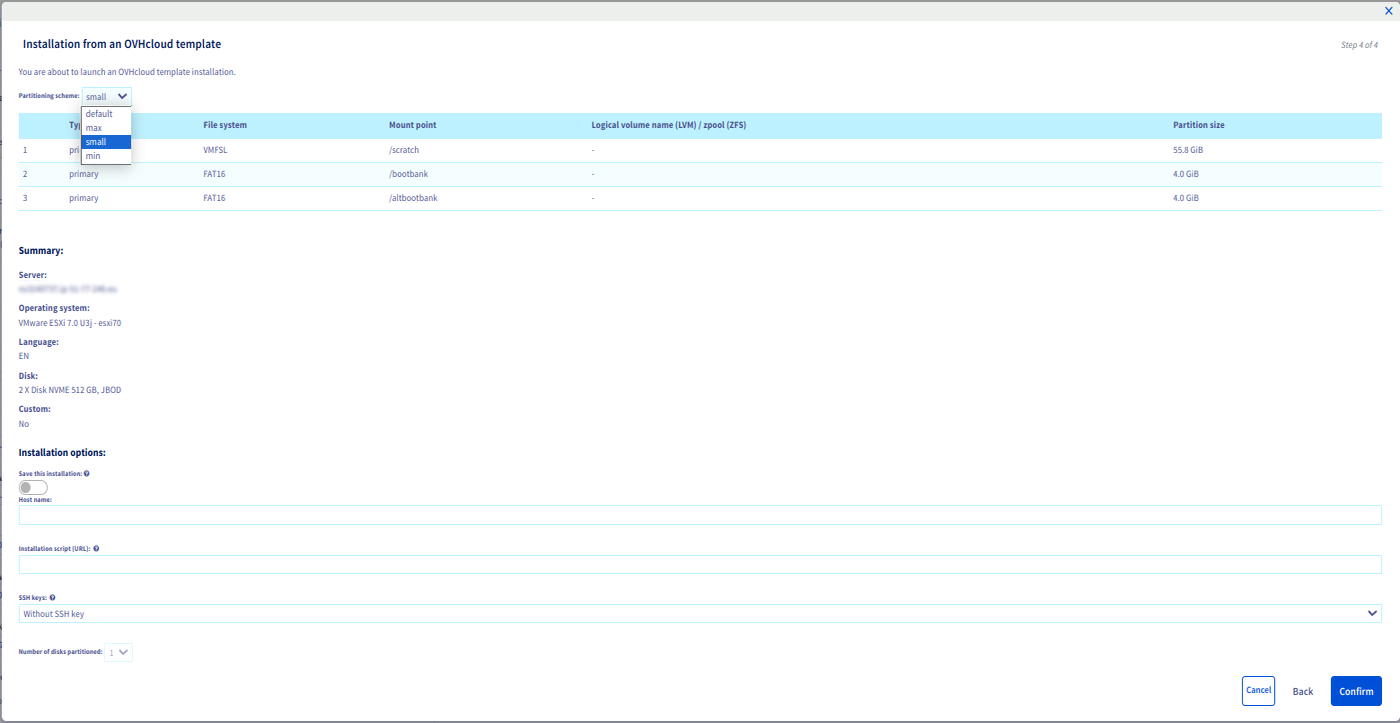 Installation from an OVHcloud template
Step 4 of 4
You are about to launch an OVHcloud template installation.
Partitioning scheme: small
default
max
small
min
File system Mount point Logical volume name (LVM) / zpool (ZFS) Partition size
1 VMFSL /scratch - 55.8 GiB
2 primary FAT16 /bootbank - 4.0 GiB
3 primary FAT16 /altbootbank - 4.0 GiB
Summary:
Server:
Operating system:
VMware ESXi 7.0 U3j - esxi70
Language:
EN
Disk:
2 X Disk NVME 512 GB, JBOD
Custom:
No
Installation options:
Save this installation:
Host name:
Installation script (URL):
SSH keys:
Without SSH key
Number of disks partitioned: 1
Cancel Back Confirm